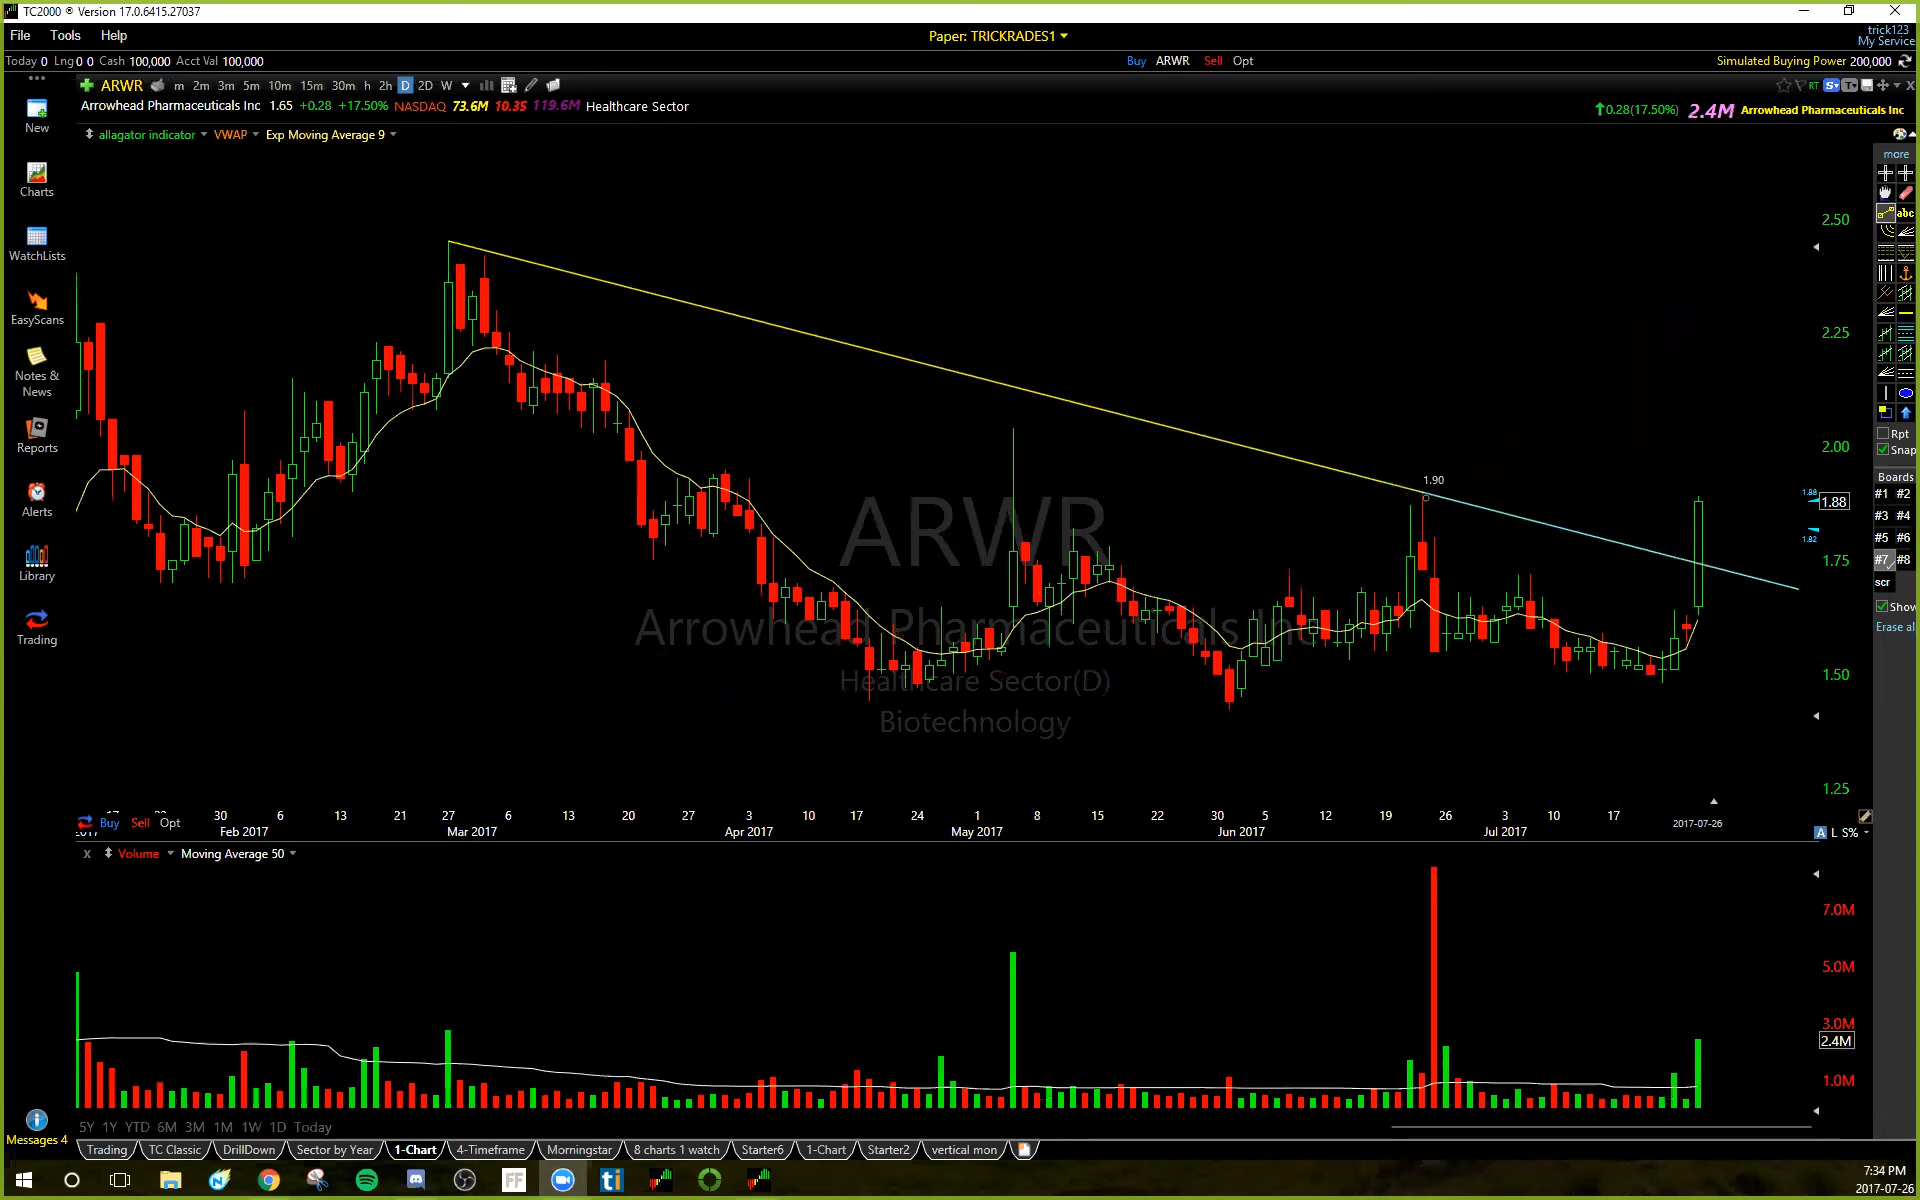 TC2000 ® Version 17.0.6415.27037
File Tools Help
Paper: TRICKRADES1
trick123
My Service
Today 0 Lng 0 0 Cash 100,000 Acct Val 100,000
Buy ARWR Sell Opt
Simulated Buying Power 200,000
ARWR m 2m 3m 5m 10m 15m 30m h 2h D 2D W
RT
Arrowhead Pharmaceuticals Inc 1.65 +0.28 +17.50% NASDAQ 73.6M 10.35 119.6M Healthcare Sector
0.28(17.50%) 2.4M Arrowhead Pharmaceuticals Inc
allagator indicator VWAP Exp Moving Average 9
New
Charts
WatchLists
EasyScans
Notes &
News
Reports
Alerts
Library
Trading
Messages 4
more
abc
Rpt
Snap
Boards
#1 #2
#3 #4
#5 #6
#7 #8
scr
Show
Erase al
2.50
2.25
2.00
1.90
1.88
1.82
1.75
1.50
1.25
ARWR
Arrowhead Pharmaceuticals Inc
Healthcare Sector(D)
Biotechnology
30 6 13 21 27 6 13 20 27 3 10 17 24 1 8 15 22 30 5 12 19 26 3 10 17
Feb 2017 Mar 2017 Apr 2017 May 2017 Jun 2017 Jul 2017
2017-07-26
Buy Sell Opt
A L S%
X Volume Moving Average 50
7.0M
5.0M
3.0M
2.4M
1.0M
5Y 1Y YTD 6M 3M 1M 1W 1D Today
Trading TC Classic DrillDown Sector by Year 1-Chart 4-Timeframe Morningstar 8 charts 1 watch Starter6 1-Chart Starter2 vertical mon
FF
ti
7:34 PM
2017-07-26